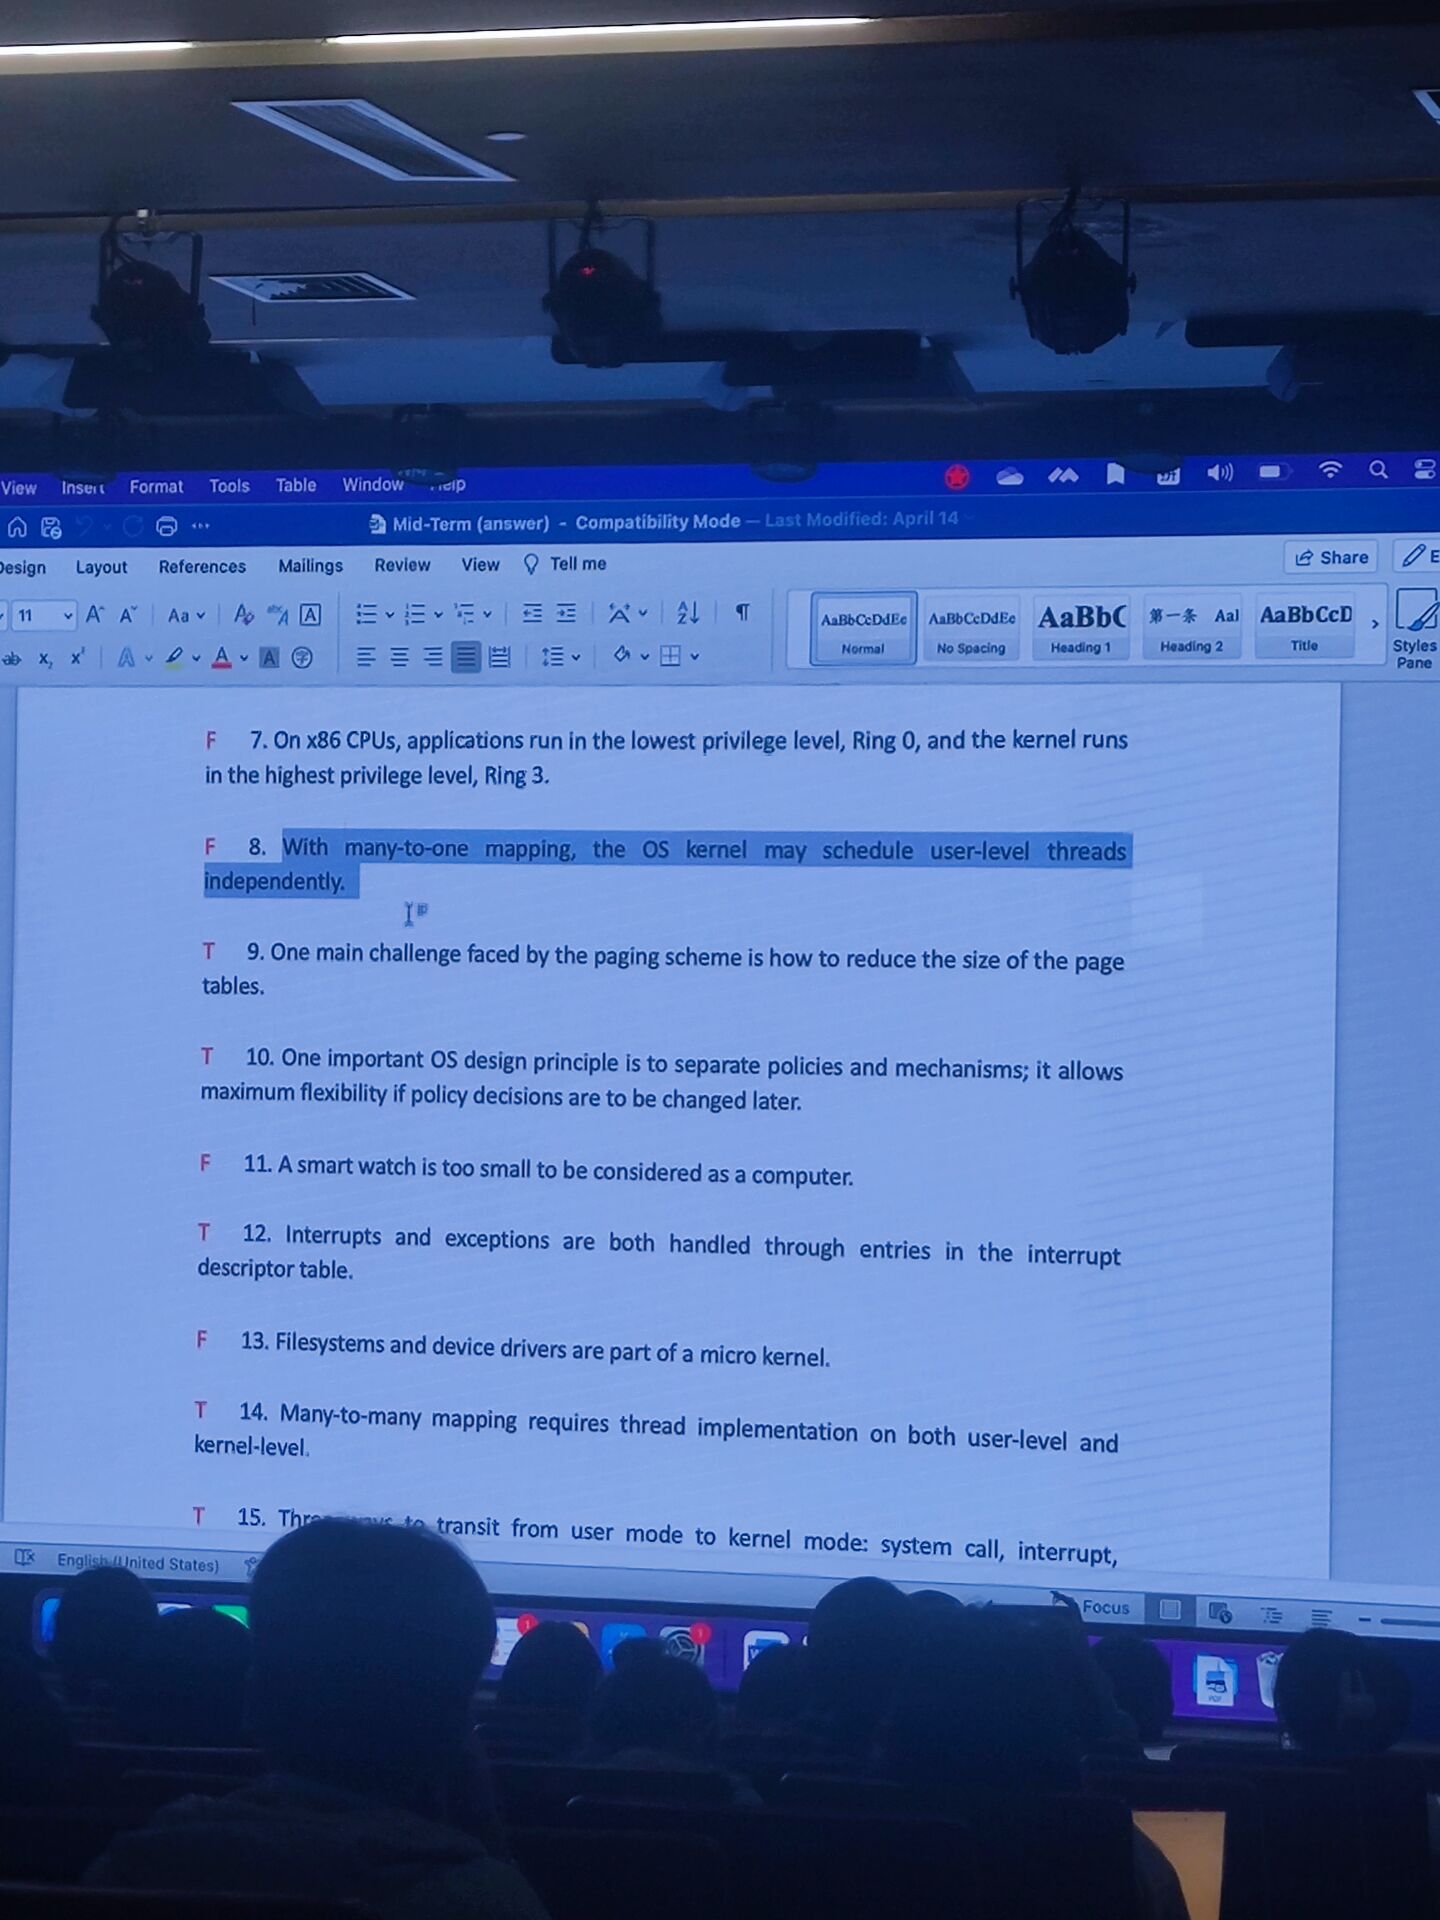 View Insert Format Tools Table Window Help
Mid-Term (answer) - Compatibility Mode — Last Modified: April 14
Design Layout References Mailings Review View Tell me Share
11 Aa A
AaBbCcDdEe AaBbCcDdEe AaBbC 第一条 Aal AaBbCcD
Normal No Spacing Heading 1 Heading 2 Title Styles
Pane
F 7. On x86 CPUs, applications run in the lowest privilege level, Ring 0, and the kernel runs
in the highest privilege level, Ring 3.
F 8. With many-to-one mapping, the OS kernel may schedule user-level threads
independently.
T 9. One main challenge faced by the paging scheme is how to reduce the size of the page
tables.
T 10. One important OS design principle is to separate policies and mechanisms; it allows
maximum flexibility if policy decisions are to be changed later.
F 11. A smart watch is too small to be considered as a computer.
T 12. Interrupts and exceptions are both handled through entries in the interrupt
descriptor table.
F 13. Filesystems and device drivers are part of a micro kernel.
T 14. Many-to-many mapping requires thread implementation on both user-level and
kernel-level.
T 15. Three ways to transit from user mode to kernel mode: system call, interrupt,
English (United States) Focus
PDF